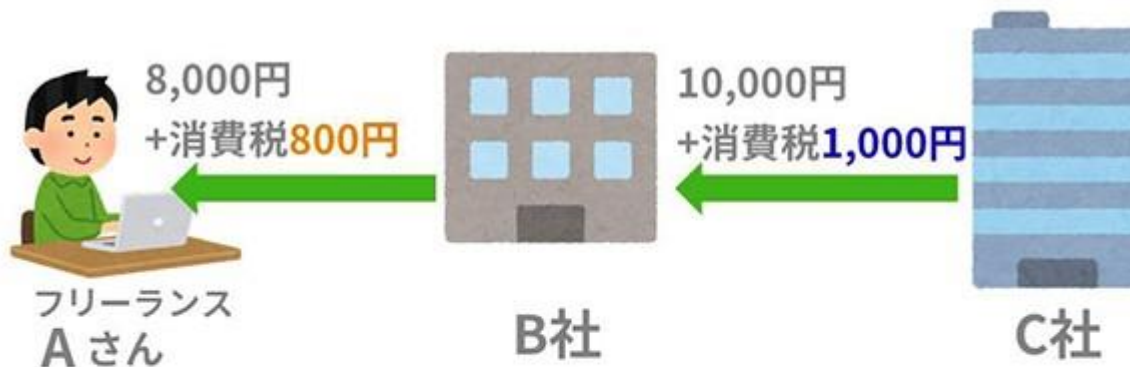 8,000円
+消費税800円
10,000円
+消費税1,000円
フリーランス
Aさん
B社
C社